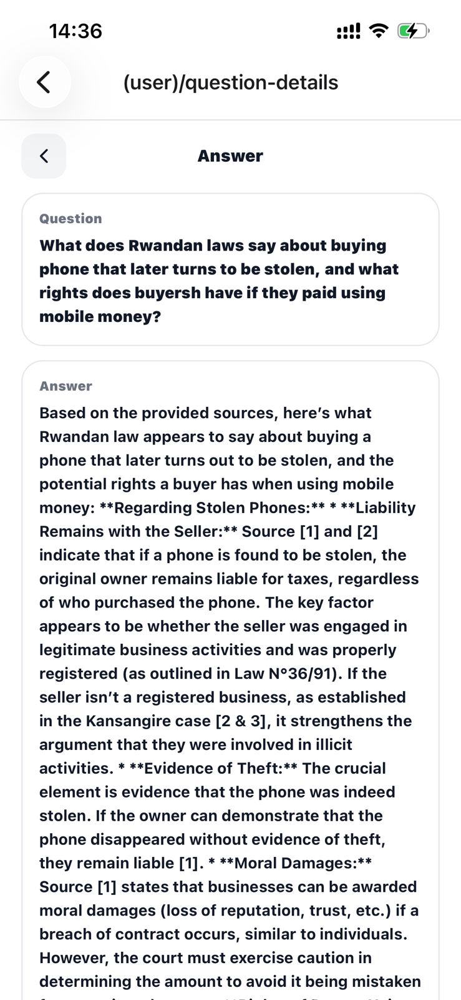 14:36
(user)/question-details
Answer
Question
What does Rwandan laws say about buying
phone that later turns to be stolen, and what
rights does buyersh have if they paid using
mobile money?
Answer
Based on the provided sources, here’s what
Rwandan law appears to say about buying a
phone that later turns out to be stolen, and the
potential rights a buyer has when using mobile
money: **Regarding Stolen Phones:** * **Liability
Remains with the Seller:** Source [1] and [2]
indicate that if a phone is found to be stolen, the
original owner remains liable for taxes, regardless
of who purchased the phone. The key factor
appears to be whether the seller was engaged in
legitimate business activities and was properly
registered (as outlined in Law N°36/91). If the
seller isn’t a registered business, as established
in the Kansangire case [2 & 3], it strengthens the
argument that they were involved in illicit
activities. * **Evidence of Theft:** The crucial
element is evidence that the phone was indeed
stolen. If the owner can demonstrate that the
phone disappeared without evidence of theft,
they remain liable [1]. * **Moral Damages:**
Source [1] states that businesses can be awarded
moral damages (loss of reputation, trust, etc.) if a
breach of contract occurs, similar to individuals.
However, the court must exercise caution in
determining the amount to avoid it being mistaken